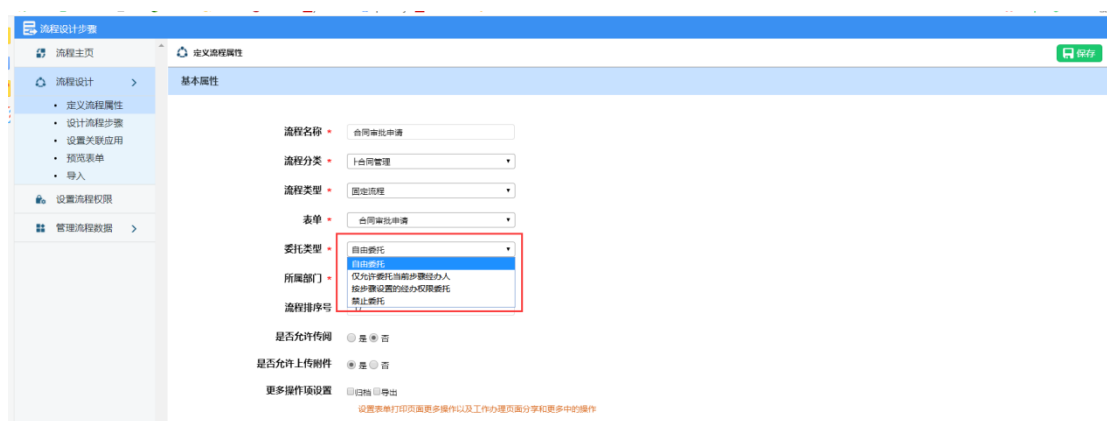 流程设计步骤
流程主页
定义流程属性
保存
流程设计
基本属性
定义流程属性
设计流程步骤
设置关联应用
预览表单
导入
设置流程权限
管理流程数据
流程名称 * 合同审批申请
流程分类 * ├合同管理
流程类型 * 固定流程
表单 * 合同审批申请
委托类型 * 自由委托
自由委托
仅允许委托当前步骤经办人
按步骤设置的经办权限委托
禁止委托
所属部门 *
流程排序号
是否允许传阅 是 否
是否允许上传附件 是 否
更多操作项设置 归档 导出
设置表单打印页面更多操作以及工作办理页面分享和更多中的操作